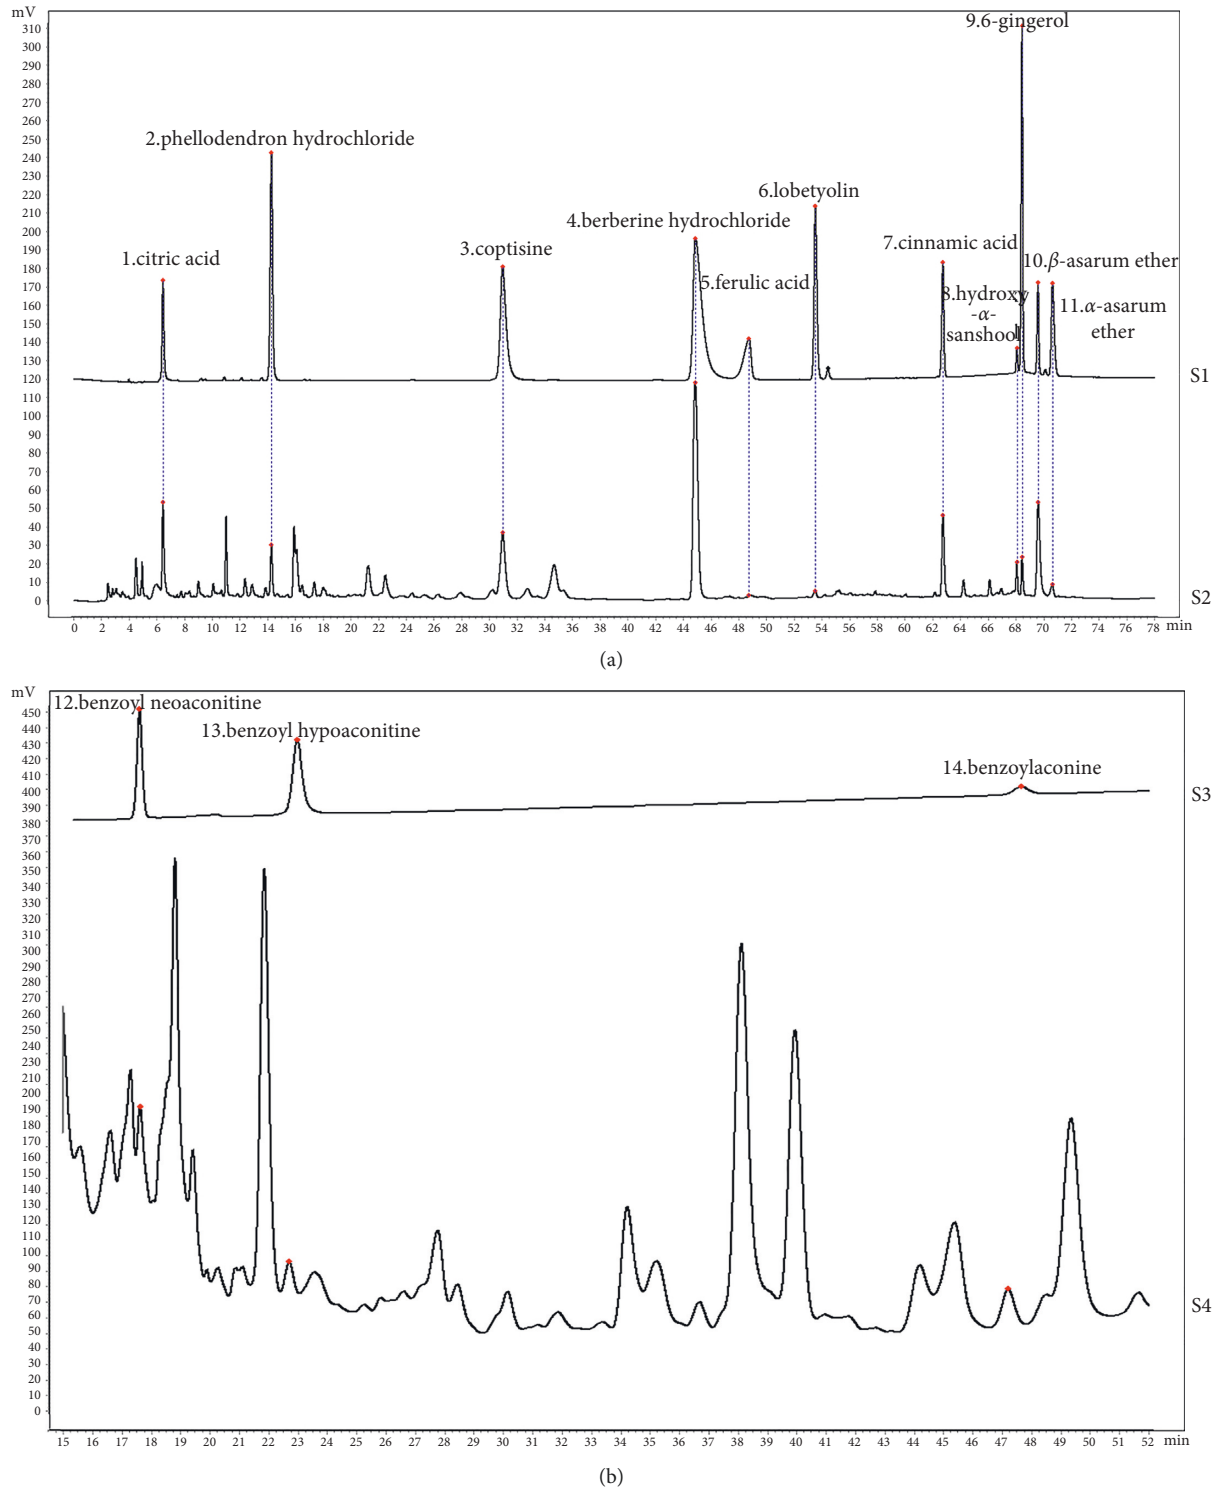 mV
310
300
290
280
270
260
250
240
230
220
210
200
190
180
170
160
150
140
130
120
110
100
90
80
70
60
50
40
30
20
10
0
9.6-gingerol
2.phellodendron hydrochloride
6.lobetyolin
4.berberine hydrochloride
7.cinnamic acid
3.coptisine
1.citric acid
10.β-asarum ether
5.ferulic acid
8.hydroxy
-α-
sanshool
11.α-asarum
ether
S1
S2
0 2 4 6 8 10 12 14 16 18 20 22 24 26 28 30 32 34 36 38 40 42 44 46 48 50 52 54 56 58 60 62 64 66 68 70 72 74 76 78 min
(a)
mV
450
440
430
420
410
400
390
380
370
360
350
340
330
320
310
300
290
280
270
260
250
240
230
220
210
200
190
180
170
160
150
140
130
120
110
100
90
80
70
60
50
40
30
20
10
0
12.benzoyl neoaconitine
13.benzoyl hypoaconitine
14.benzoylaconine
S3
S4
15 16 17 18 19 20 21 22 23 24 25 26 27 28 29 30 31 32 33 34 35 36 37 38 39 40 41 42 43 44 45 46 47 48 49 50 51 52 min
(b)